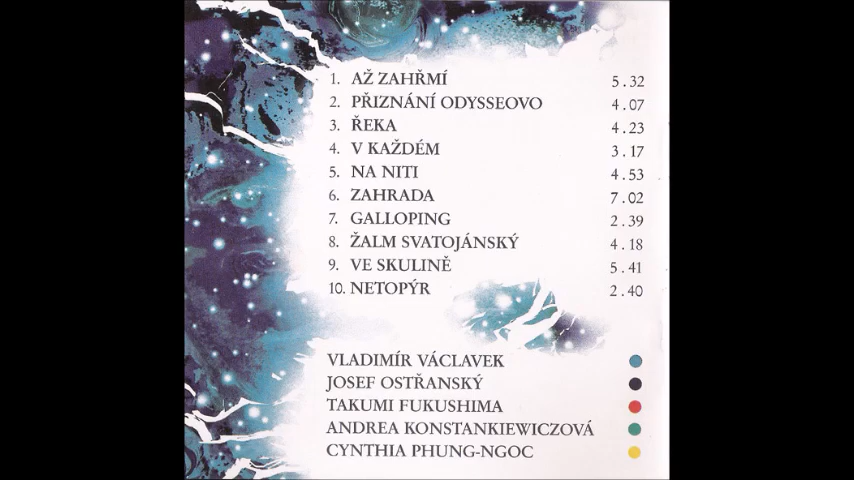 1. AŽ ZAHŘMÍ 5.32
2. PŘIZNÁNÍ ODYSSEOVO 4.07
3. ŘEKA 4.23
4. V KAŽDÉM 3.17
5. NA NITI 4.53
6. ZAHRADA 7.02
7. GALLOPING 2.39
8. ŽALM SVATOJÁNSKÝ 4.18
9. VE SKULINĚ 5.41
10. NETOPÝR 2.40
VLADIMÍR VÁCLAVEK
JOSEF OSTŘANSKÝ
TAKUMI FUKUSHIMA
ANDREA KONSTANKIEWICZOVÁ
CYNTHIA PHUNG-NGOC